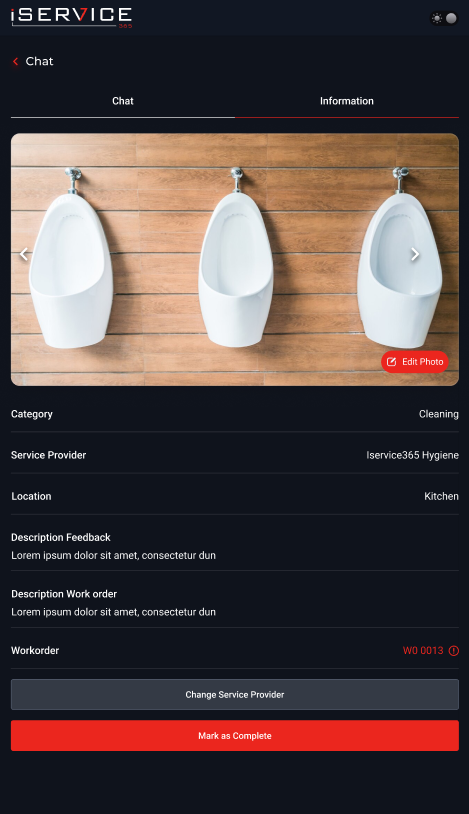 iSERVICE
365
Chat
Chat
Information
Edit Photo
Category
Cleaning
Service Provider
Iservice365 Hygiene
Location
Kitchen
Description Feedback
Lorem ipsum dolor sit amet, consectetur dun
Description Work order
Lorem ipsum dolor sit amet, consectetur dun
Workorder
W0 0013
Change Service Provider
Mark as Complete